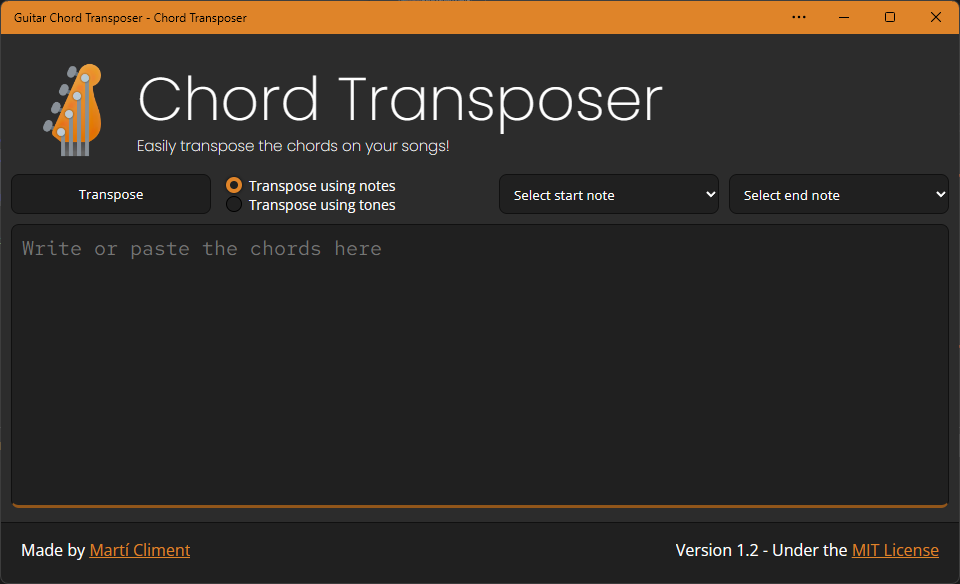 Guitar Chord Transposer - Chord Transposer
Chord Transposer
Easily transpose the chords on your songs!
Transpose
Transpose using notes
Transpose using tones
Select start note
Select end note
Write or paste the chords here
Made by Martí Climent
Version 1.2 - Under the MIT License